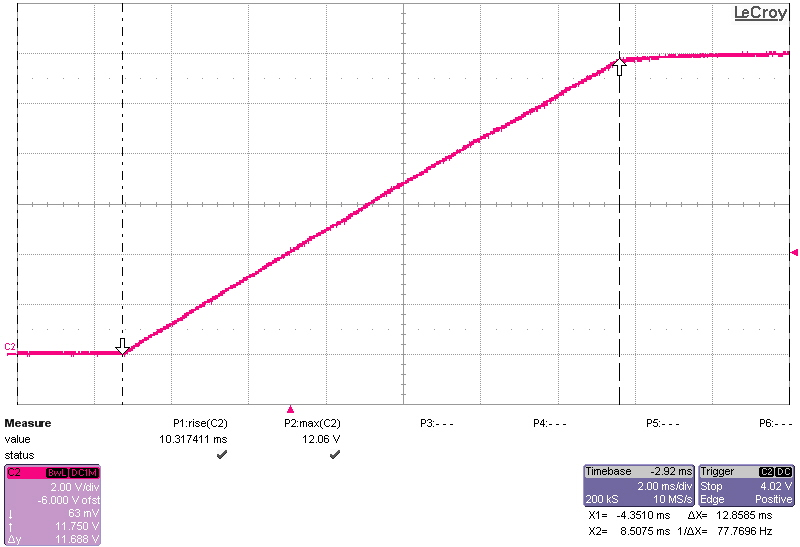 LeCroy
C2
Measure P1:rise(C2) P2:max(C2) P3:- - - P4:- - - P5:- - - P6:- - -
value 10.317411 ms 12.06 V
status
C2 BwL DC1M
2.00 V/div
-6.000 V ofst
↓ 63 mV
↑ 11.750 V
Δy 11.688 V
Timebase -2.92 ms
2.00 ms/div
200 kS 10 MS/s
Trigger C2 DC
Stop 4.02 V
Edge Positive
X1= -4.3510 ms ΔX= 12.8585 ms
X2= 8.5075 ms 1/ΔX= 77.7696 Hz